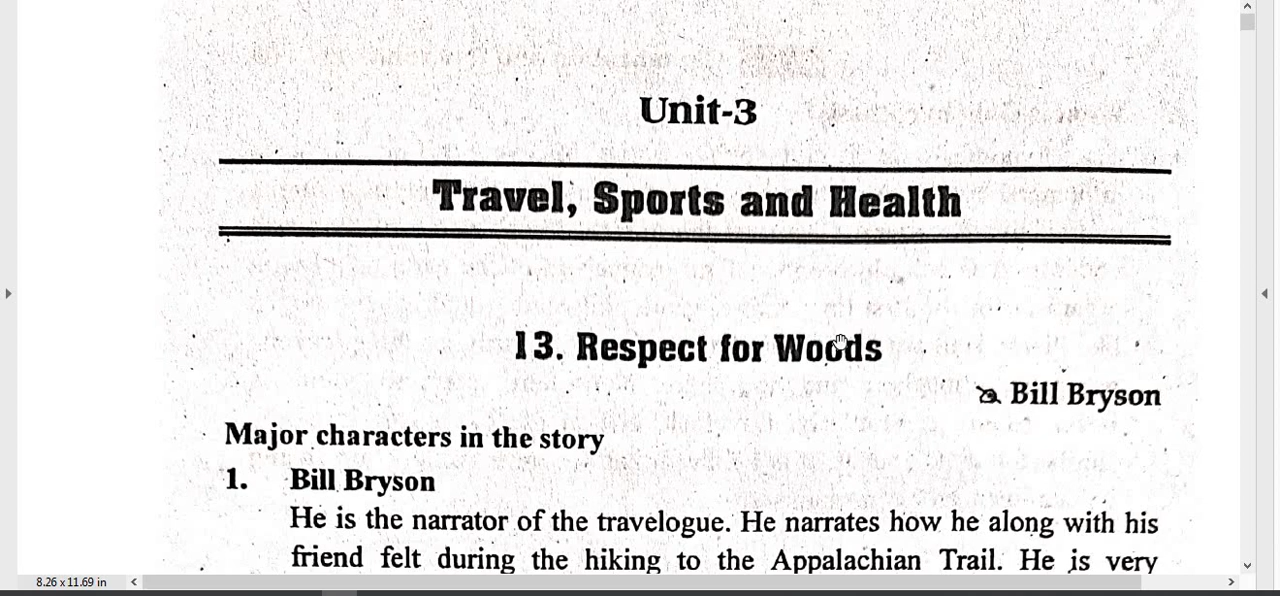 Unit-3
Travel, Sports and Health
13. Respect for Woods
Bill Bryson
Major characters in the story
1. Bill Bryson
He is the narrator of the travelogue. He narrates how he along with his
friend felt during the hiking to the Appalachian Trail. He is very
8.26 x 11.69 in